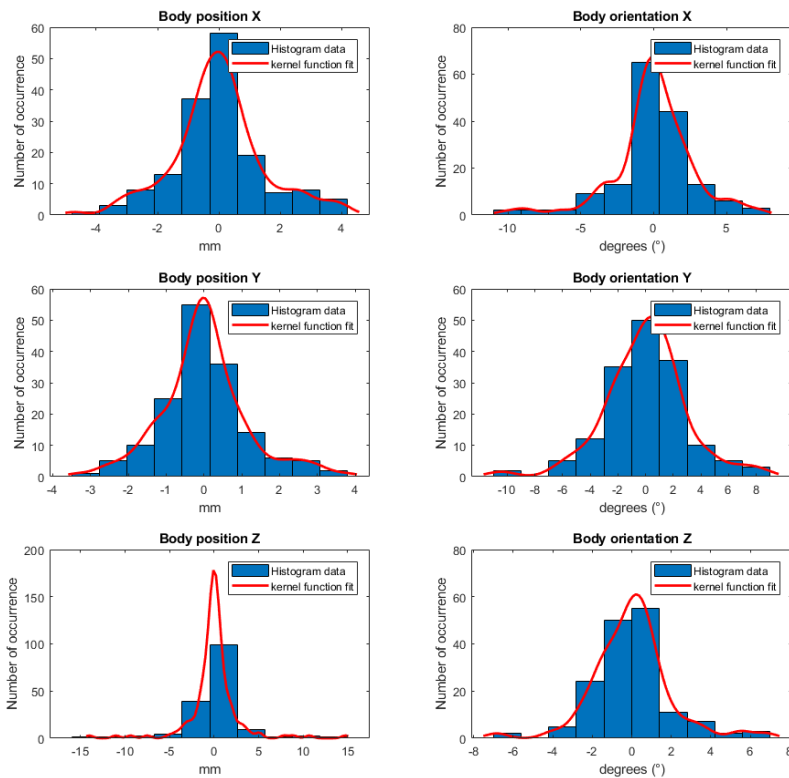 Body position X
Number of occurrence
60
50
40
30
20
10
0
Histogram data
kernel function fit
-4 -2 0 2 4
mm
Body orientation X
Number of occurrence
80
60
40
20
0
Histogram data
kernel function fit
-10 -5 0 5
degrees (°)
Body position Y
Number of occurrence
60
50
40
30
20
10
0
Histogram data
kernel function fit
-4 -3 -2 -1 0 1 2 3 4
mm
Body orientation Y
Number of occurrence
60
50
40
30
20
10
0
Histogram data
kernel function fit
-10 -8 -6 -4 -2 0 2 4 6 8
degrees (°)
Body position Z
Number of occurrence
200
150
100
50
0
Histogram data
kernel function fit
-15 -10 -5 0 5 10 15
mm
Body orientation Z
Number of occurrence
80
60
40
20
0
Histogram data
kernel function fit
-8 -6 -4 -2 0 2 4 6 8
degrees (°)